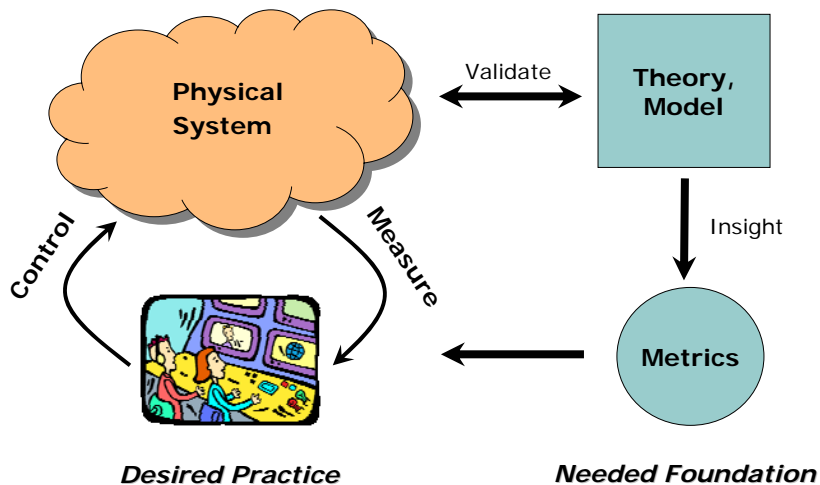 Physical
System
Validate
Theory,
Model
Control
Measure
Insight
Metrics
Desired Practice
Needed Foundation